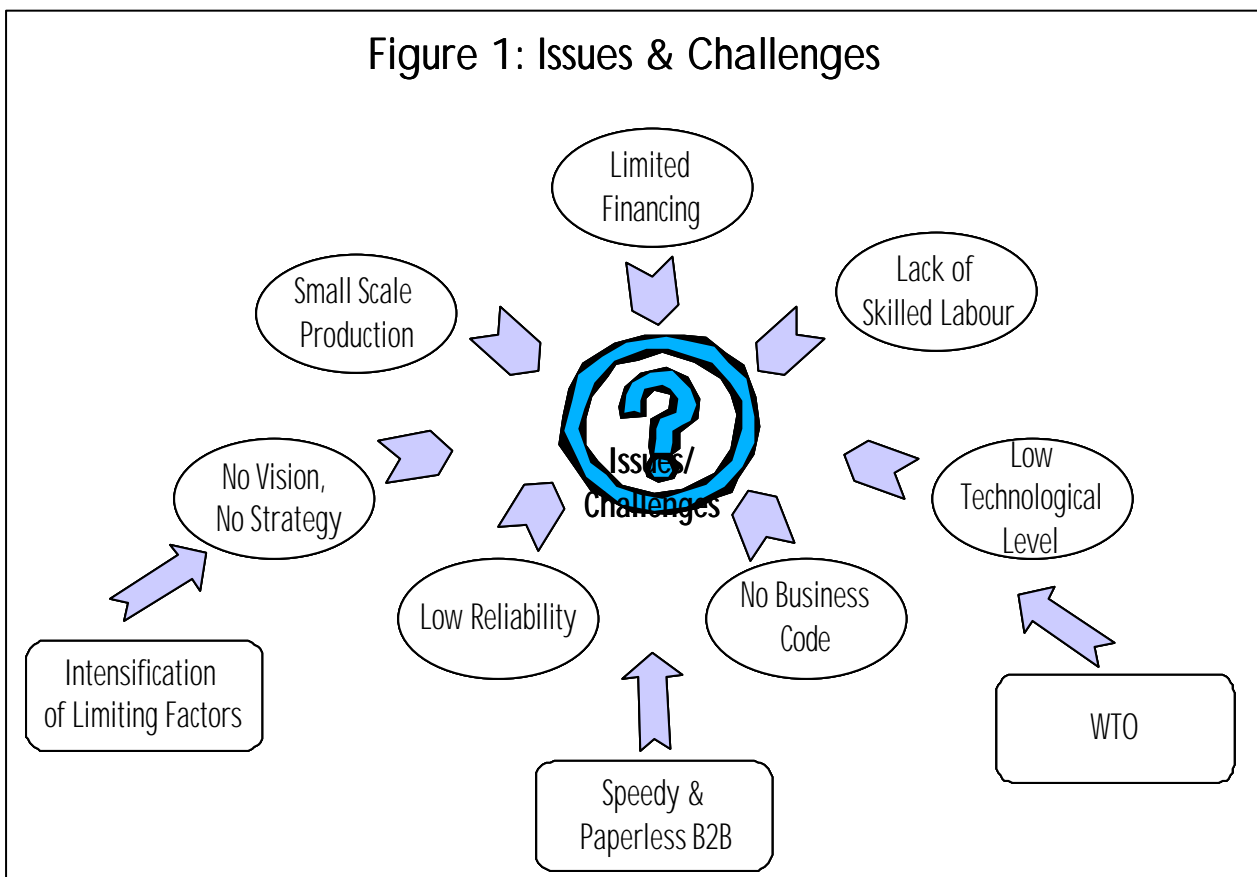 Figure 1: Issues & Challenges
Limited
Financing
Small Scale
Production
Lack of
Skilled Labour
?
Issues/
Challenges
No Vision,
No Strategy
Low
Technological
Level
Low Reliability
No Business
Code
Intensification
of Limiting Factors
WTO
Speedy &
Paperless B2B